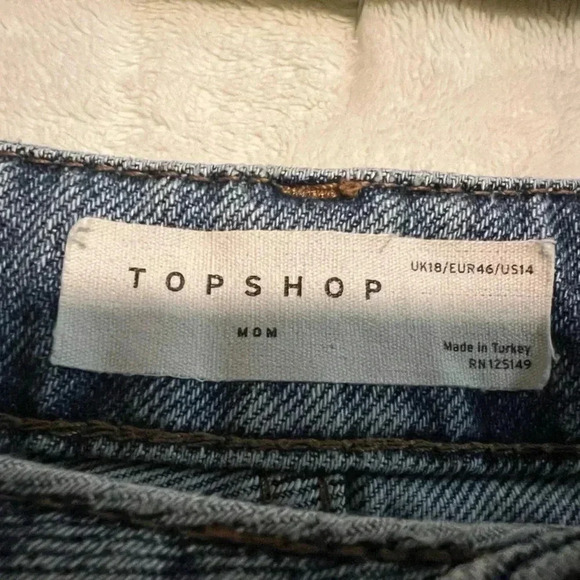 TOPSHOP
UK18/EUR46/US14
MOM
Made in Turkey
RN125149